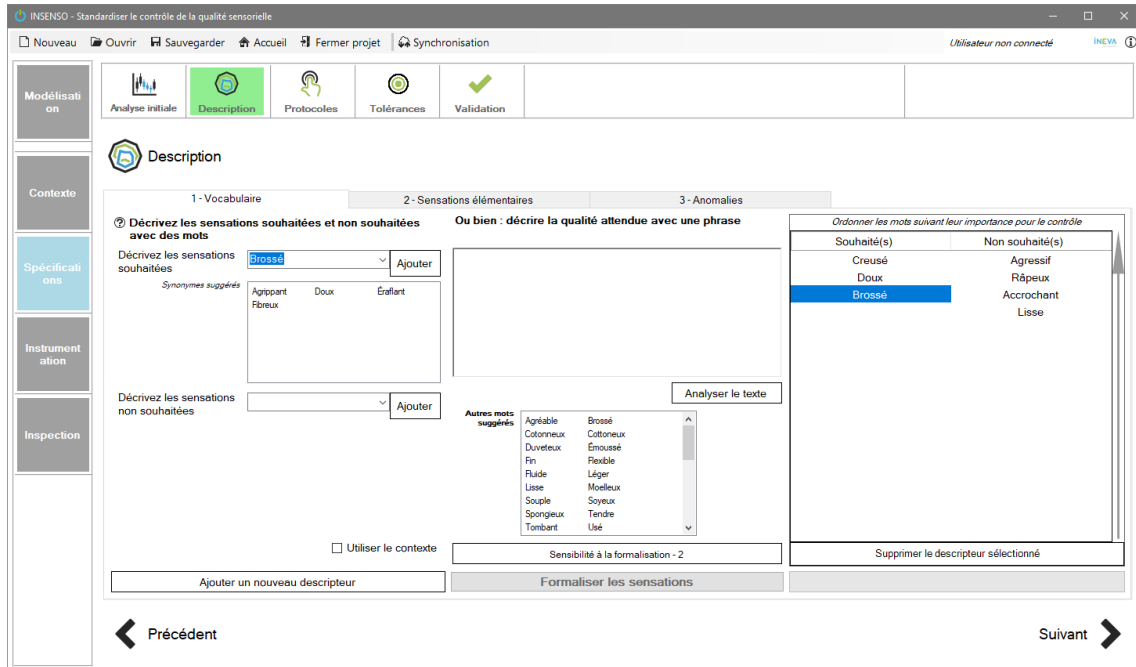 INSENSO - Standardiser le contrôle de la qualité sensorielle
Nouveau Ouvrir Sauvegarder Accueil Fermer projet Synchronisation Utilisateur non connecté INEVA
Modélisati
on
Analyse initiale Description Protocoles Tolérances Validation
Description
Contexte
1 - Vocabulaire 2 - Sensations élémentaires 3 - Anomalies
Décrivez les sensations souhaitées et non souhaitées
avec des mots
Ou bien : décrire la qualité attendue avec une phrase
Ordonner les mots suivant leur importance pour le contrôle
Souhaité(s) Non souhaité(s)
Décrivez les sensations
souhaitées
Brossé Ajouter
Creusé Agressif
Doux Râpeux
Brossé Accrochant
Lisse
Spécificati
ons
Synonymes suggérés
Agrippant Doux Éraflant
Fibreux
Instrument
ation
Décrivez les sensations
non souhaitées
Ajouter
Analyser le texte
Inspection
Autres mots
suggérés
Agréable Brossé
Cotonneux Cottoneux
Duveteux Émoussé
Fin Flexible
Fluide Léger
Lisse Moelleux
Souple Soyeux
Spongieux Tendre
Tombant Usé
Utiliser le contexte
Sensibilité à la formalisation - 2
Supprimer le descripteur sélectionné
Ajouter un nouveau descripteur
Formaliser les sensations
Précédent
Suivant